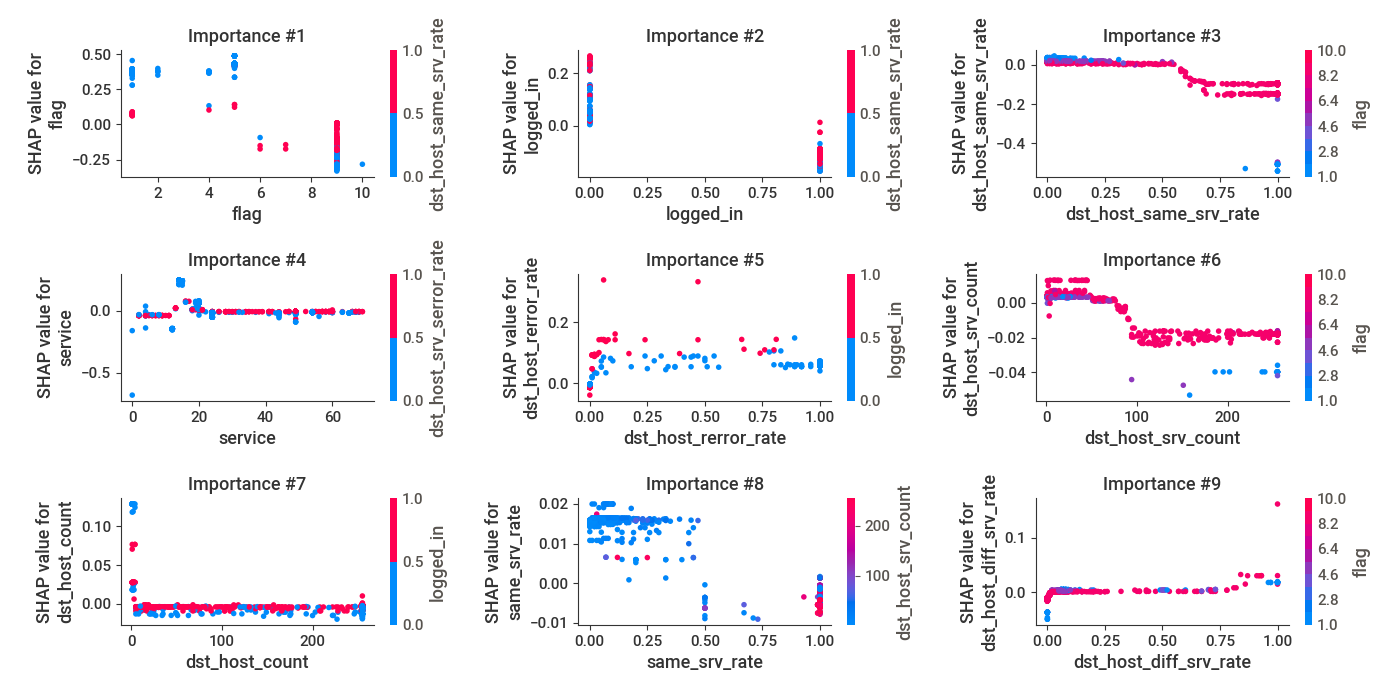 Importance #1
SHAP value for
flag
0.50
0.25
0.00
−0.25
2
4
6
8
10
flag
1.0
0.5
0.0
dst_host_same_srv_rate
Importance #2
SHAP value for
logged_in
0.2
0.0
0.00
0.25
0.50
0.75
1.00
logged_in
1.0
0.5
0.0
dst_host_same_srv_rate
Importance #3
SHAP value for
dst_host_same_srv_rate
0.0
−0.2
−0.4
0.00
0.25
0.50
0.75
1.00
dst_host_same_srv_rate
10.0
8.2
6.4
4.6
2.8
1.0
flag
Importance #4
SHAP value for
service
0.0
−0.5
0
20
40
60
service
1.0
0.5
0.0
dst_host_srv_serror_rate
Importance #5
SHAP value for
dst_host_rerror_rate
0.2
0.0
0.00
0.25
0.50
0.75
1.00
dst_host_rerror_rate
1.0
0.5
0.0
logged_in
Importance #6
SHAP value for
dst_host_srv_count
0.00
−0.02
−0.04
0
100
200
dst_host_srv_count
10.0
8.2
6.4
4.6
2.8
1.0
flag
Importance #7
SHAP value for
dst_host_count
0.10
0.05
0.00
0
100
200
dst_host_count
1.0
0.5
0.0
logged_in
Importance #8
SHAP value for
same_srv_rate
0.02
0.01
0.00
−0.01
0.00
0.25
0.50
0.75
1.00
same_srv_rate
200
100
dst_host_srv_count
Importance #9
SHAP value for
dst_host_diff_srv_rate
0.1
0.0
0.00
0.25
0.50
0.75
1.00
dst_host_diff_srv_rate
10.0
8.2
6.4
4.6
2.8
1.0
flag